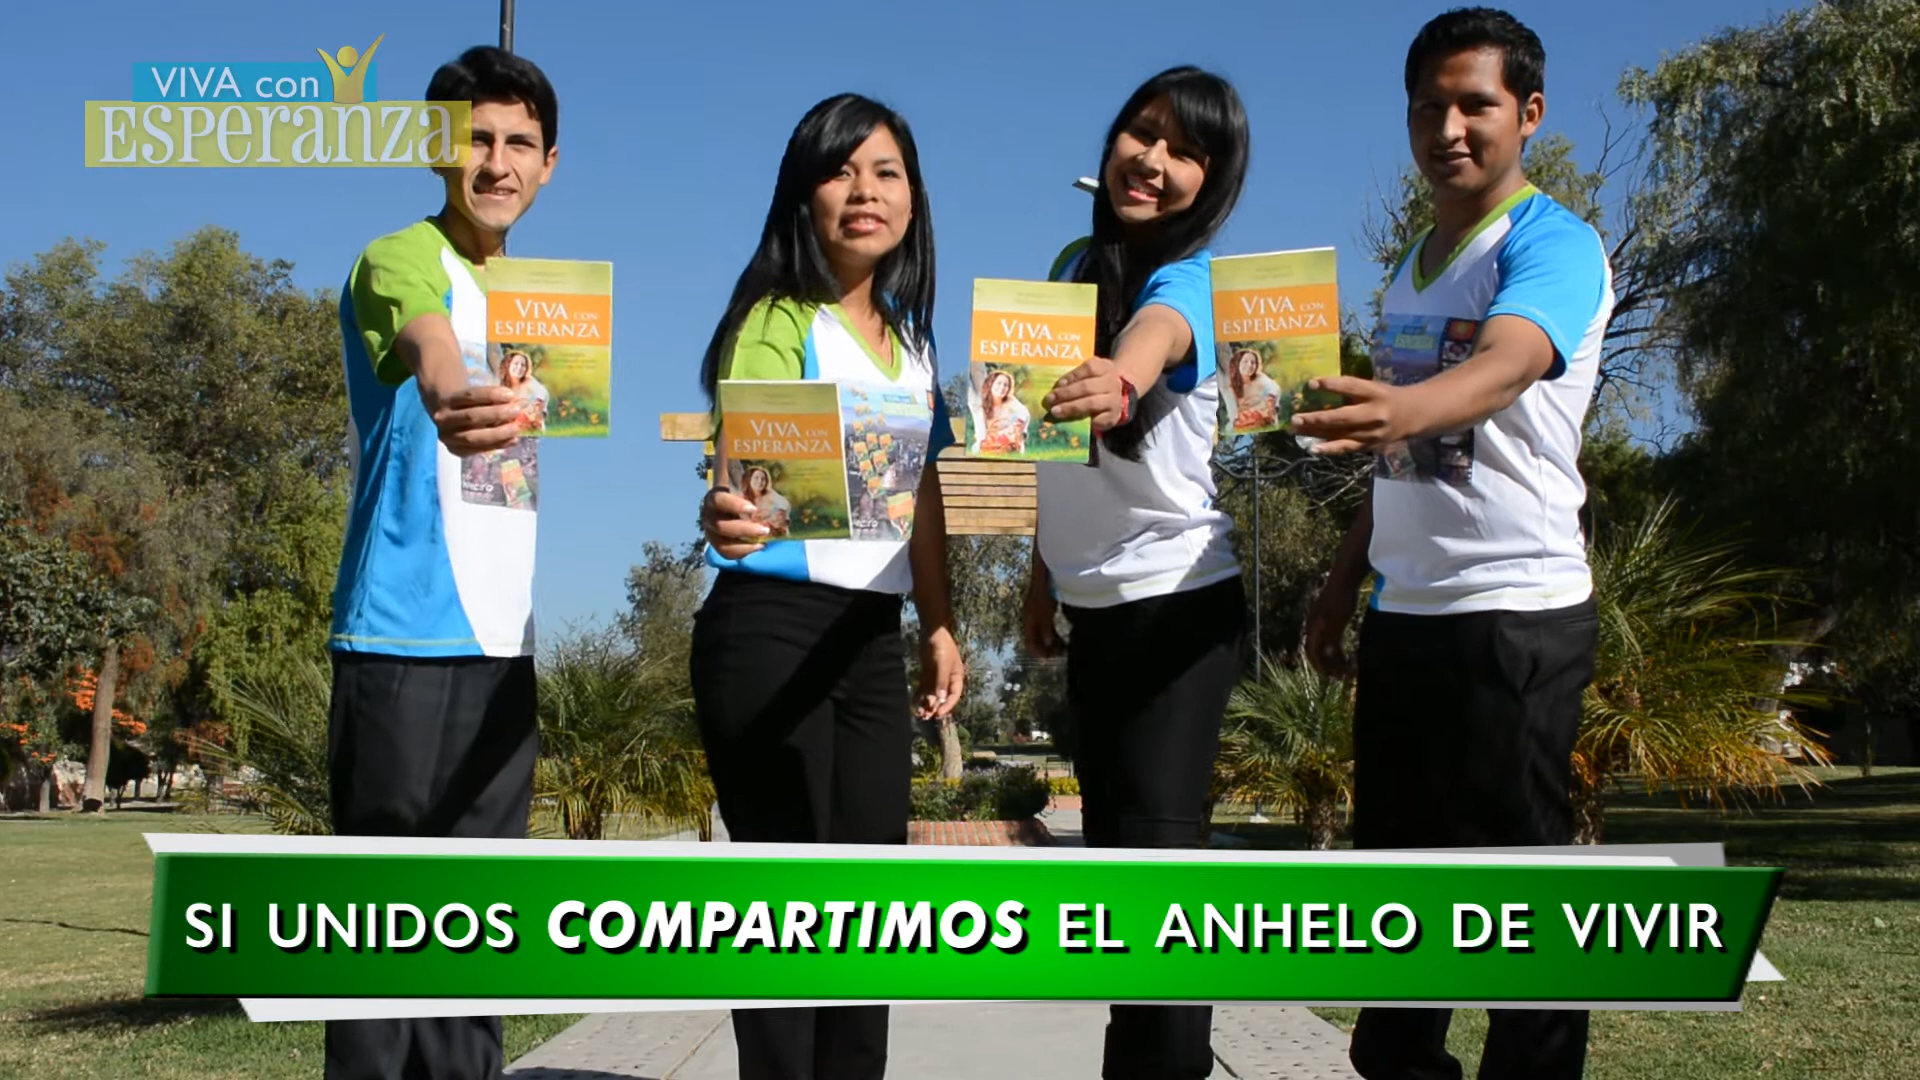 VIVA con
ESPERANZA
VIVA CON
ESPERANZA
VIVA CON
ESPERANZA
VIVA CON
ESPERANZA
VIVA CON
ESPERANZA
SI UNIDOS COMPARTIMOS EL ANHELO DE VIVIR